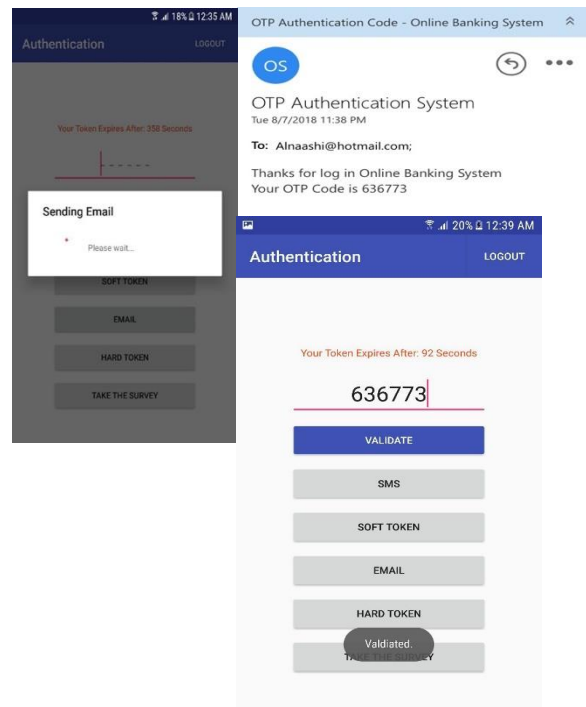 18% 12:35 AM
Authentication LOGOUT
Your Token Expires After: 358 Seconds
- - - - - -
Sending Email
Please wait...
SOFT TOKEN
EMAIL
HARD TOKEN
TAKE THE SURVEY
OTP Authentication Code - Online Banking System
OS
OTP Authentication System
Tue 8/7/2018 11:38 PM
To: Alnaashi@hotmail.com;
Thanks for log in Online Banking System
Your OTP Code is 636773
20% 12:39 AM
Authentication LOGOUT
Your Token Expires After: 92 Seconds
636773
VALIDATE
SMS
SOFT TOKEN
EMAIL
HARD TOKEN
Valdiated.
TAKE THE SURVEY